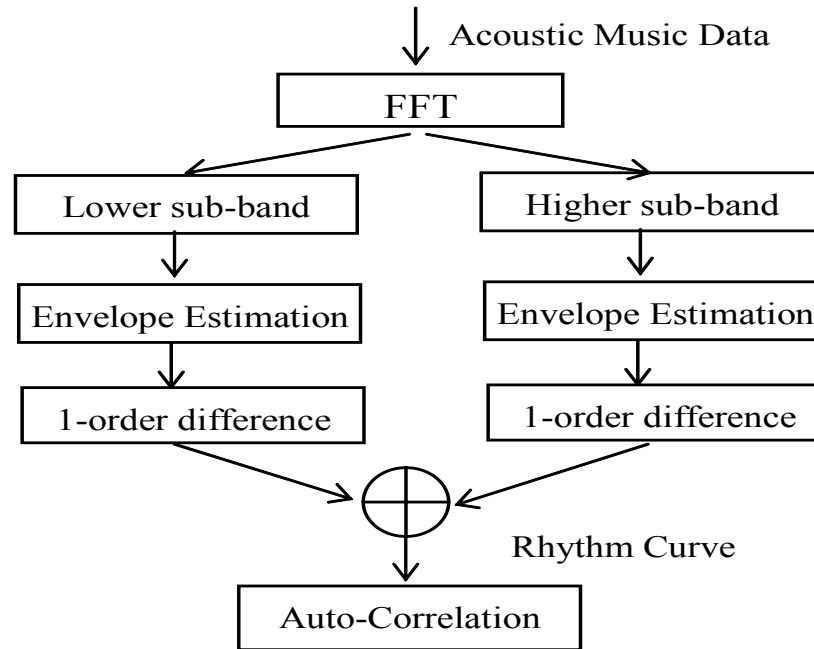 Acoustic Music Data
FFT
Lower sub-band
Higher sub-band
Envelope Estimation
Envelope Estimation
1-order difference
1-order difference
Rhythm Curve
Auto-Correlation